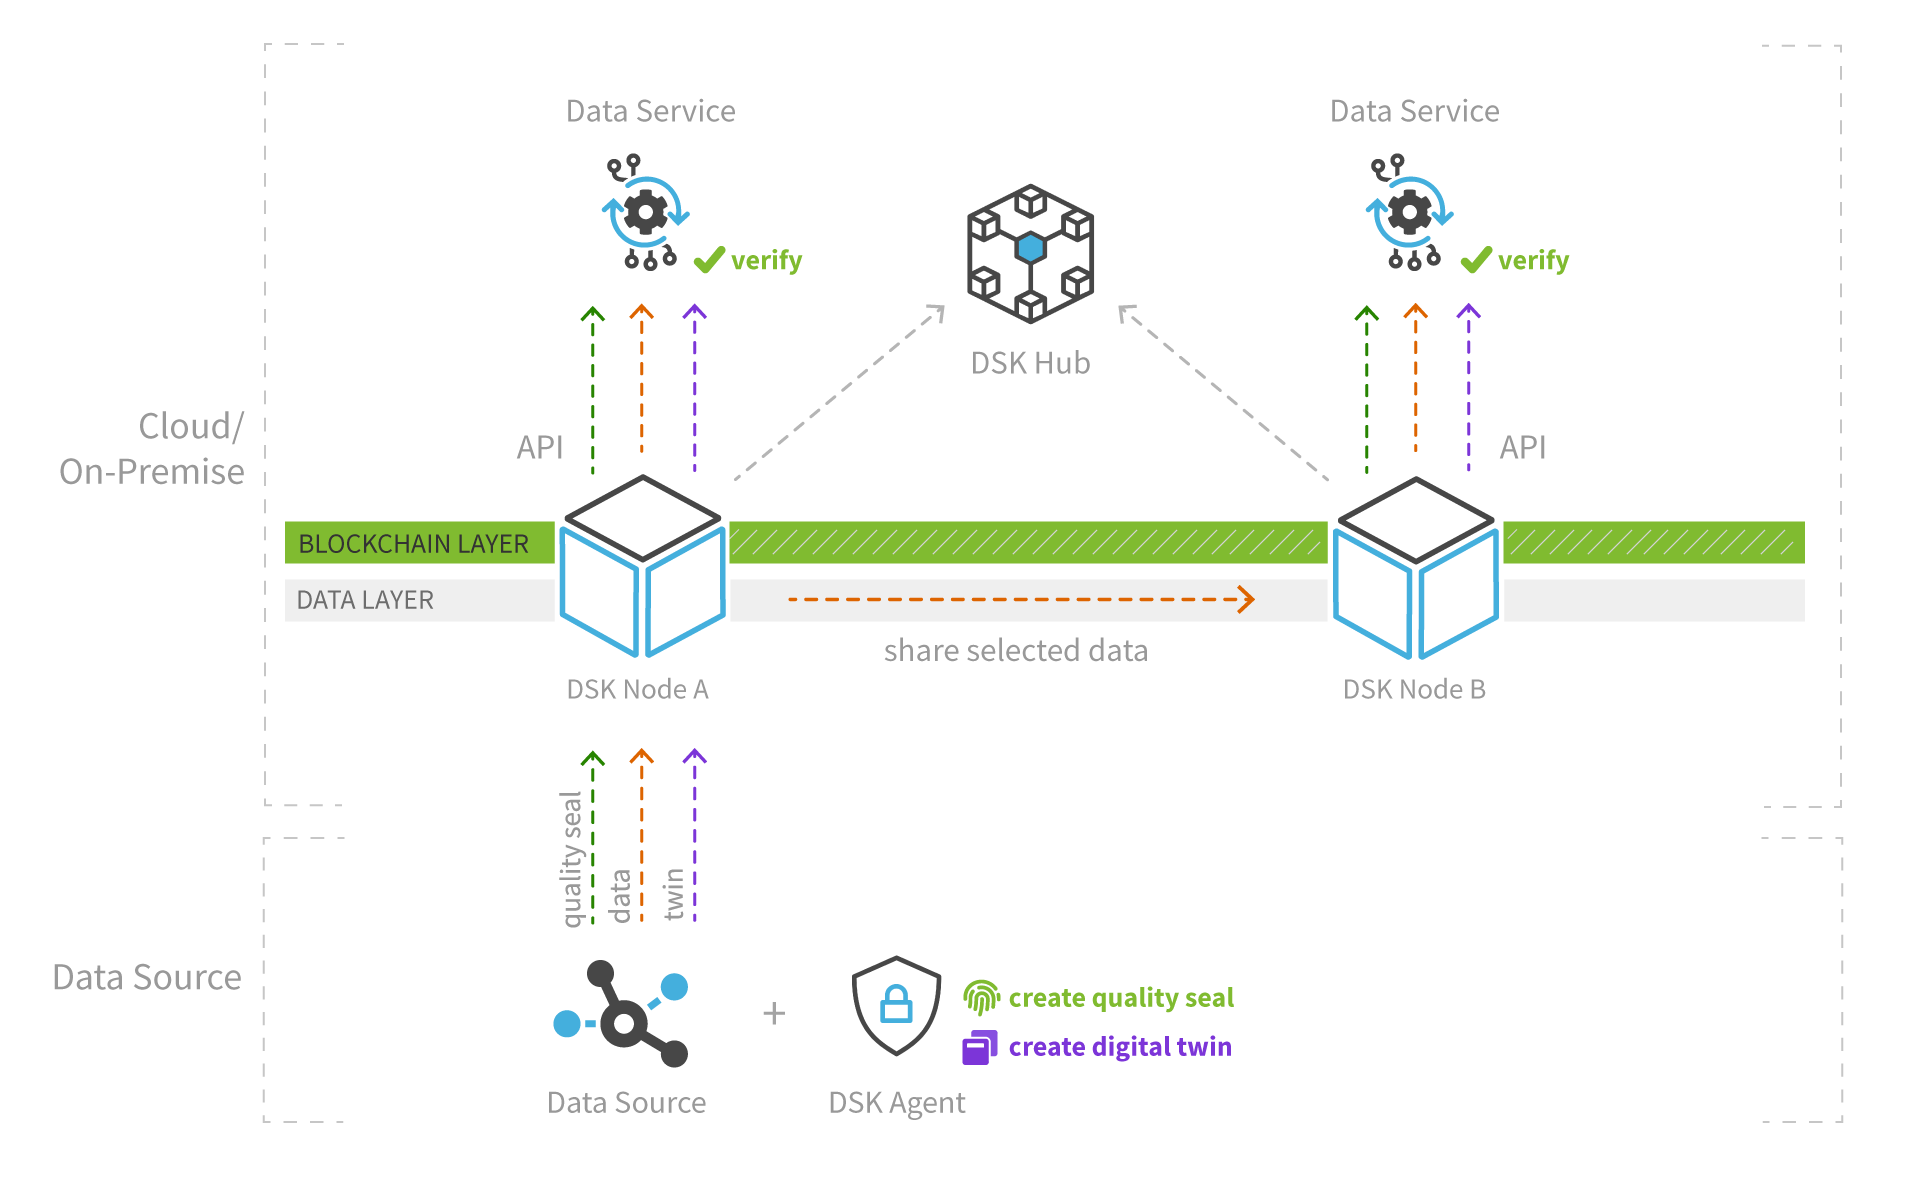 Data Service
Data Service
verify
verify
DSK Hub
Cloud/
On-Premise
API
API
BLOCKCHAIN LAYER
DATA LAYER
share selected data
DSK Node A
DSK Node B
quality seal
data
twin
Data Source
create quality seal
+
create digital twin
Data Source
DSK Agent